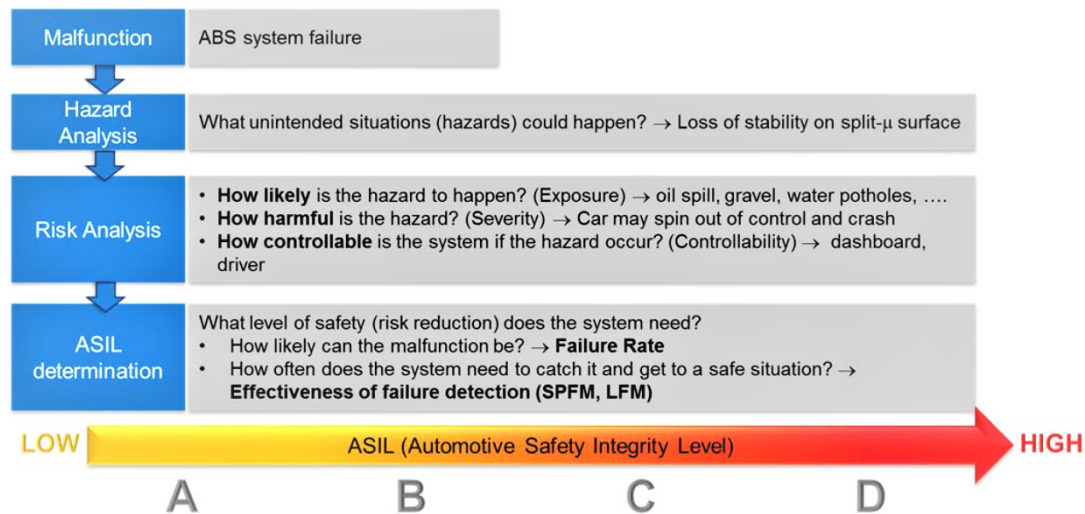 Malfunction
ABS system failure
Hazard
Analysis
What unintended situations (hazards) could happen? → Loss of stability on split-μ surface
Risk Analysis
• How likely is the hazard to happen? (Exposure) → oil spill, gravel, water potholes, ….
• How harmful is the hazard? (Severity) → Car may spin out of control and crash
• How controllable is the system if the hazard occur? (Controllability) → dashboard,
driver
ASIL
determination
What level of safety (risk reduction) does the system need?
• How likely can the malfunction be? → Failure Rate
• How often does the system need to catch it and get to a safe situation? →
Effectiveness of failure detection (SPFM, LFM)
LOW
ASIL (Automotive Safety Integrity Level)
HIGH
A B C D